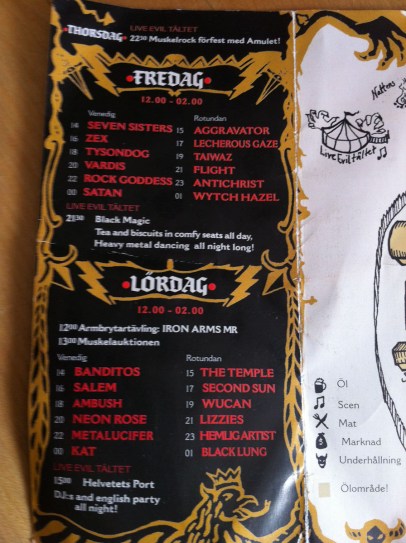 ·THORSDAG·
LIVE EVIL TÄLTET
22:00 Muskelrock förfest med Amulet!
·FREDAG·
12.00 - 02.00
Venedig
14 SEVEN SISTERS
16 ZEX
18 TYSONDOG
20 VARDIS
22 ROCK GODDESS
00 SATAN
Rotundan
15 AGGRAVATOR
17 LECHEROUS GAZE
19 TAIWAZ
21 FLIGHT
23 ANTICHRIST
01 WYTCH HAZEL
LIVE EVIL TÄLTET
21:30 Black Magic
Tea and biscuits in comfy seats all day,
Heavy metal dancing all night long!
·LÖRDAG·
12.00 - 02.00
12:00 Armbrytartävling: IRON ARMS MR
13:00 Muskelauktionen
Venedig
14 BANDITOS
16 SALEM
18 AMBUSH
20 NEON ROSE
22 METALUCIFER
00 KAT
Rotundan
15 THE TEMPLE
17 SECOND SUN
19 WUCAN
21 LIZZIES
23 HEMLIG ARTIST
01 BLACK LUNG
LIVE EVIL TÄLTET
15:00 Helvetets Port
DJ:s and english party
all night!
Nattens
Live Evil tältet
Öl
Scen
Mat
Marknad
Underhållning
Ölområde!